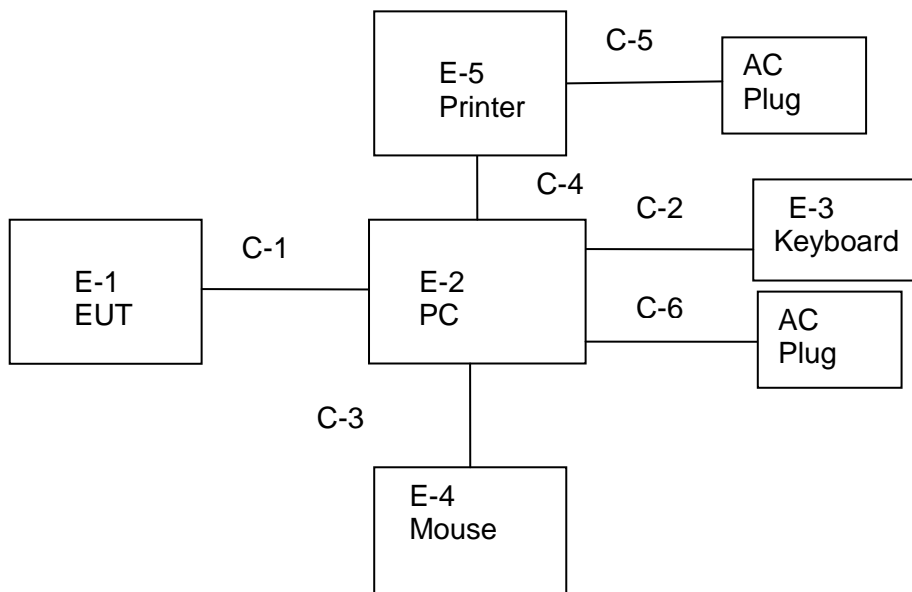 C-5
E-5
Printer
AC
Plug
C-4
C-2
E-3
Keyboard
C-1
E-1
EUT
E-2
PC
C-6
AC
Plug
C-3
E-4
Mouse